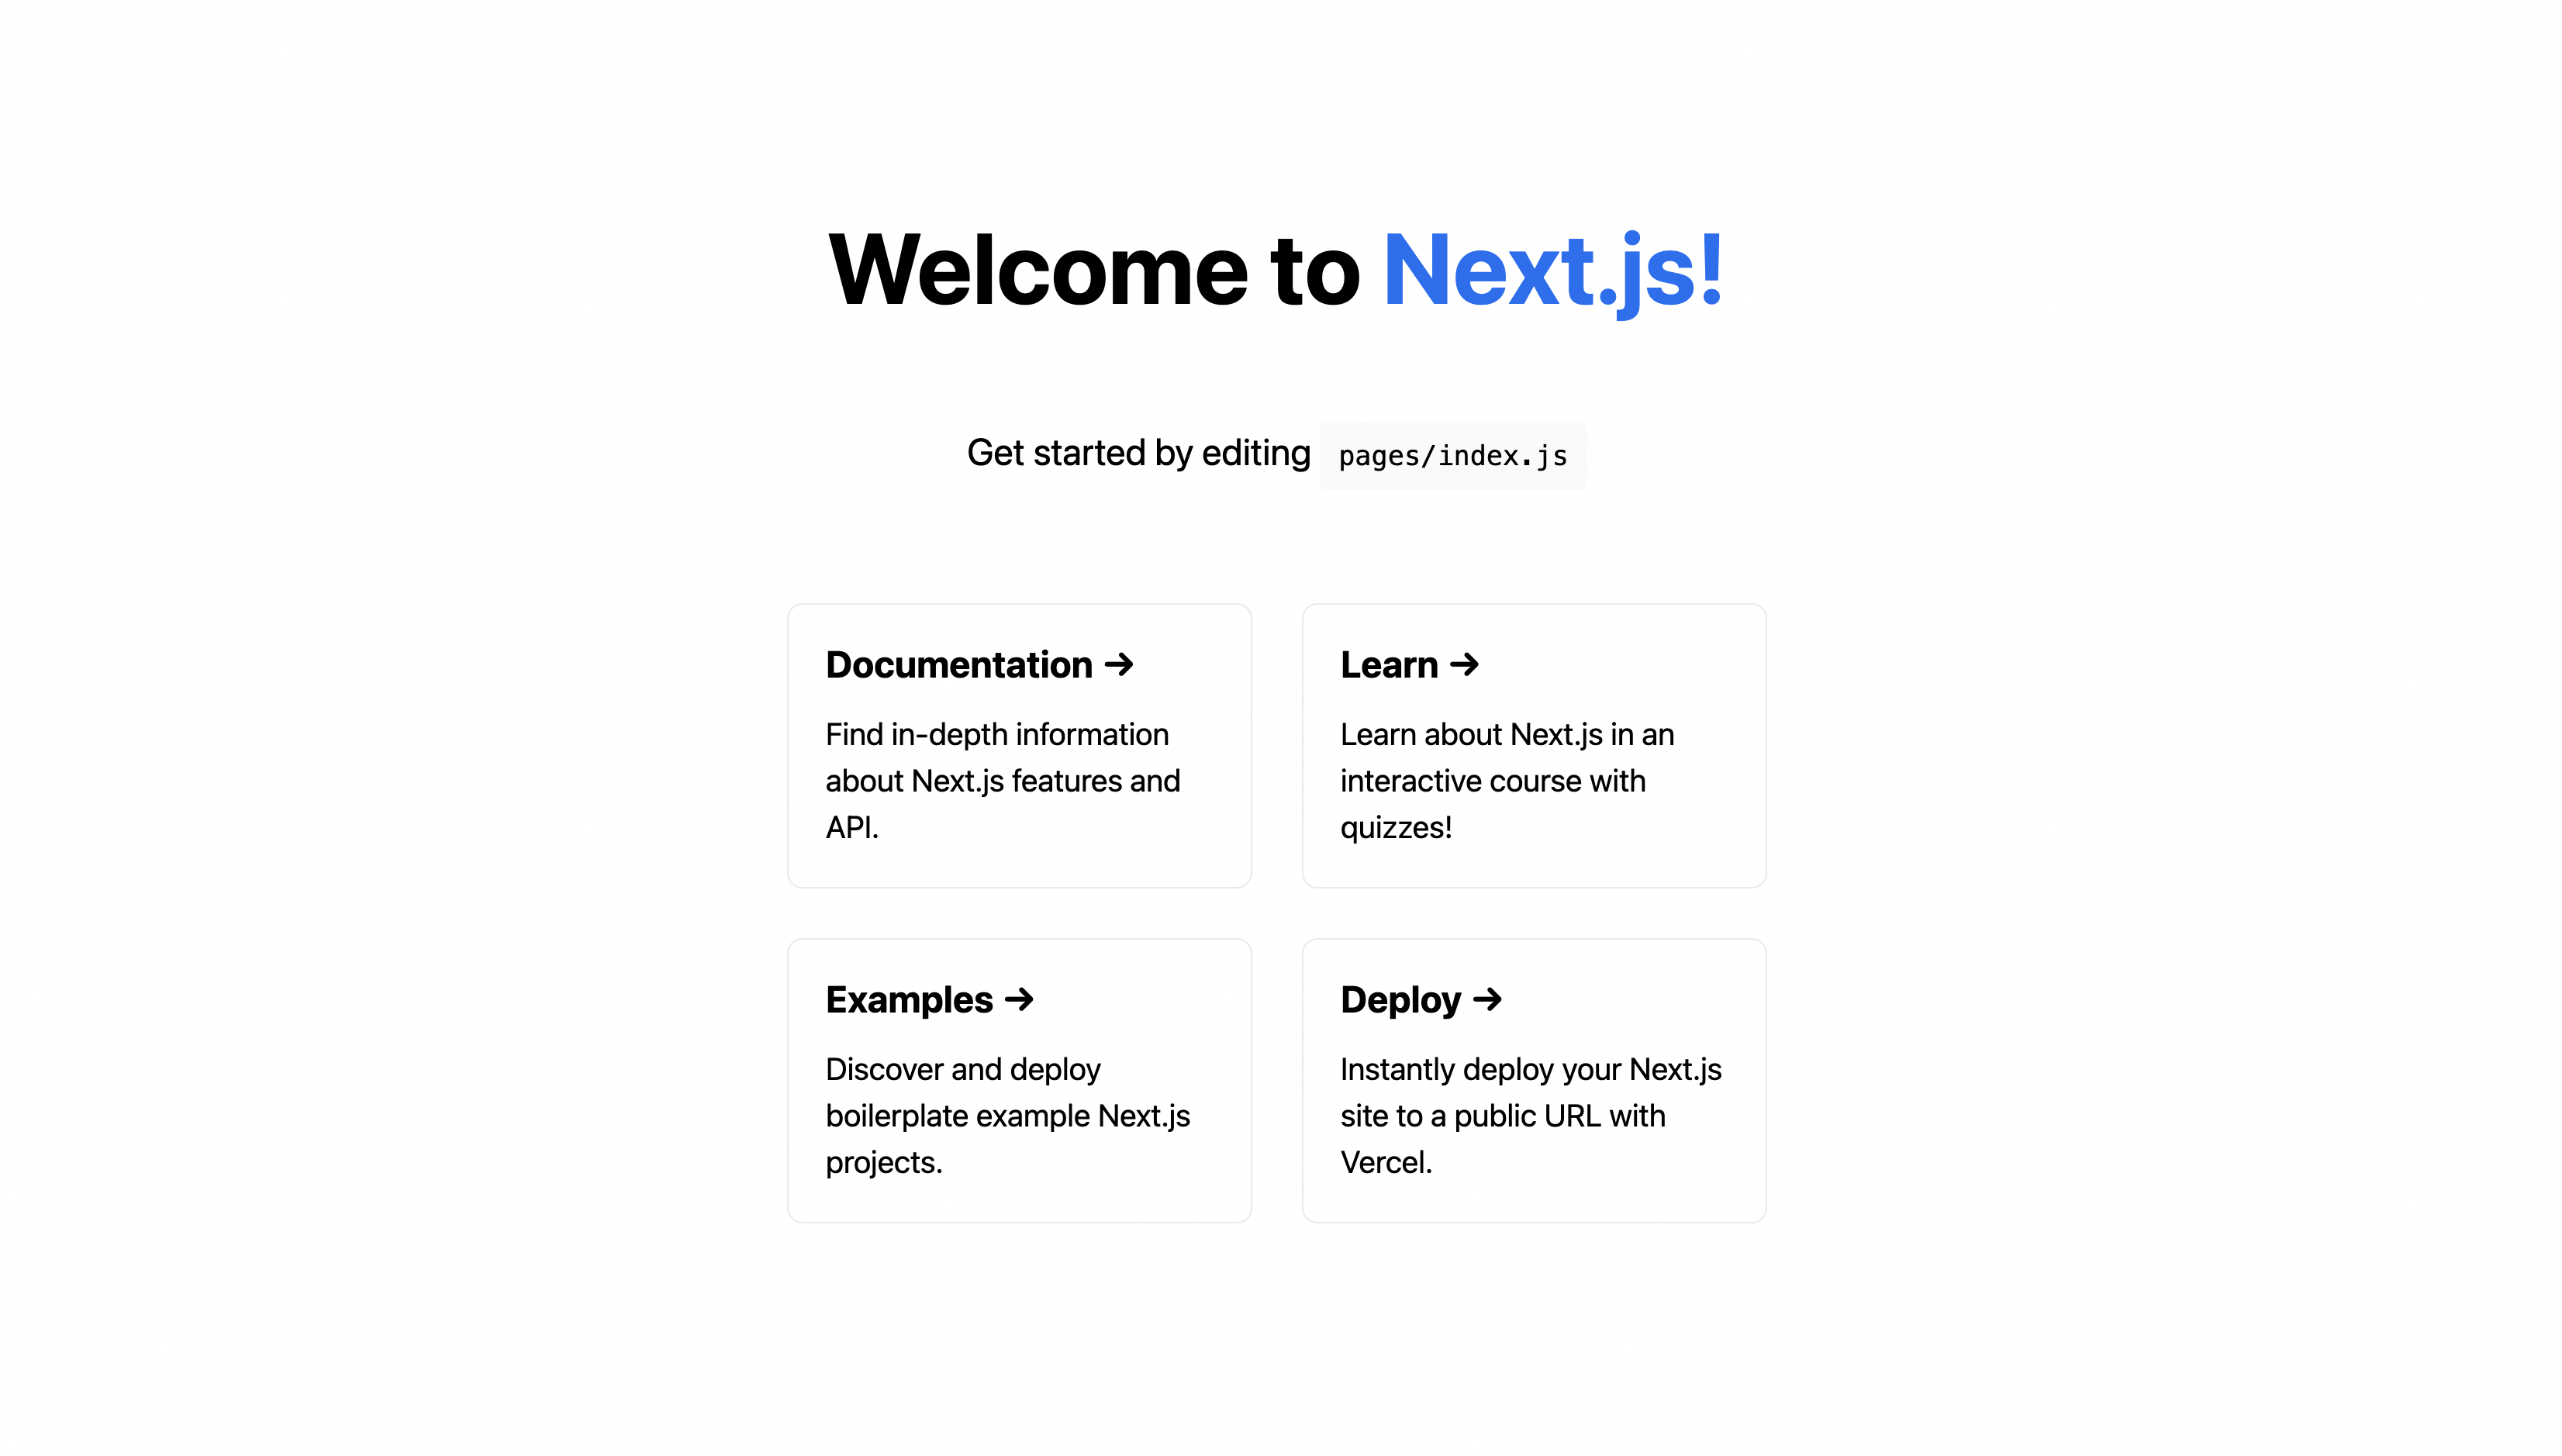 Welcome to Next.js!
Get started by editing pages/index.js
Documentation →
Find in-depth information
about Next.js features and
API.
Learn →
Learn about Next.js in an
interactive course with
quizzes!
Examples →
Discover and deploy
boilerplate example Next.js
projects.
Deploy →
Instantly deploy your Next.js
site to a public URL with
Vercel.